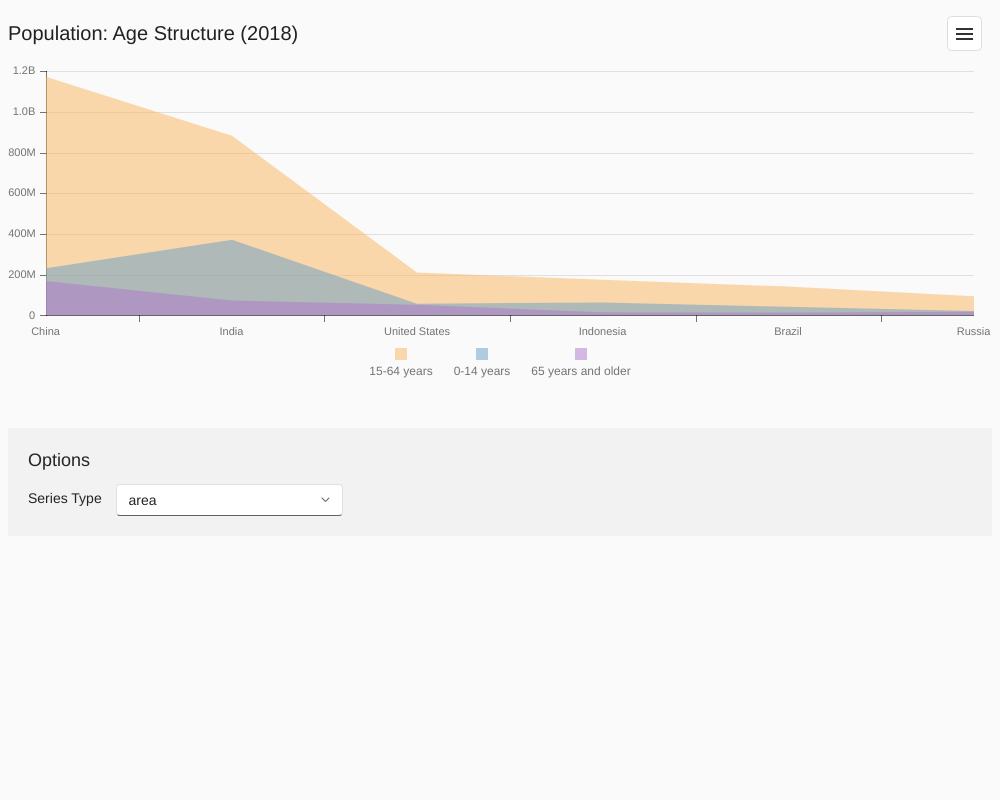 Population: Age Structure (2018)
1.2B
1.0B
800M
600M
400M
200M
0
China India United States Indonesia Brazil Russia
15-64 years 0-14 years 65 years and older
Options
Series Type area